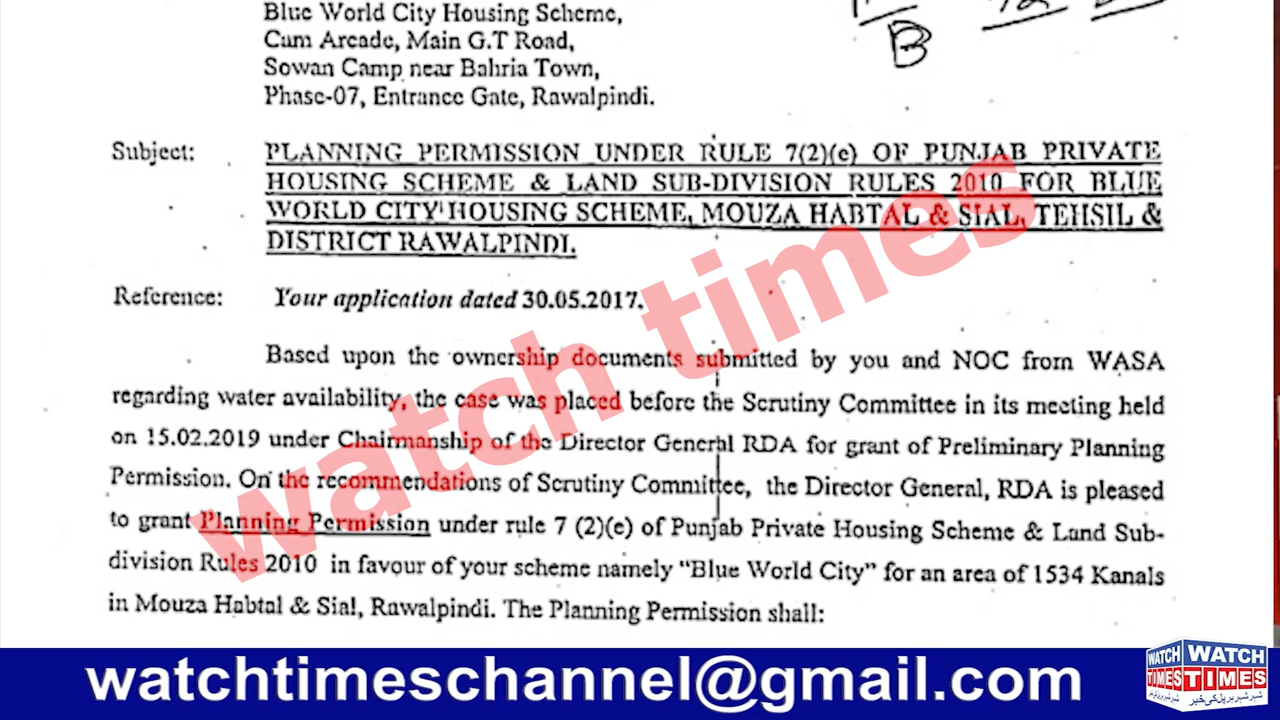 Blue World City Housing Scheme,
Cam Arcade, Main G.T Road,
Sowan Camp near Bahria Town,
Phase-07, Entrance Gate, Rawalpindi.
B
Subject: PLANNING PERMISSION UNDER RULE 7(2)(e) OF PUNJAB PRIVATE
HOUSING SCHEME & LAND SUB-DIVISION RULES 2010 FOR BLUE
WORLD CITY HOUSING SCHEME, MOUZA HABTAL & SIAL, TEHSIL &
DISTRICT RAWALPINDI.
Reference: Your application dated 30.05.2017.
Based upon the ownership documents submitted by you and NOC from WASA
regarding water availability, the case was placed before the Scrutiny Committee in its meeting held
on 15.02.2019 under Chairmanship of the Director General RDA for grant of Preliminary Planning
Permission. On the recommendations of Scrutiny Committee, the Director General, RDA is pleased
to grant Planning Permission under rule 7 (2)(e) of Punjab Private Housing Scheme & Land Sub-
division Rules 2010 in favour of your scheme namely "Blue World City" for an area of 1534 Kanals
in Mouza Habtal & Sial, Rawalpindi. The Planning Permission shall:
watch times
watchtimeschannel@gmail.com
WATCH WATCH
TIMES TIMES